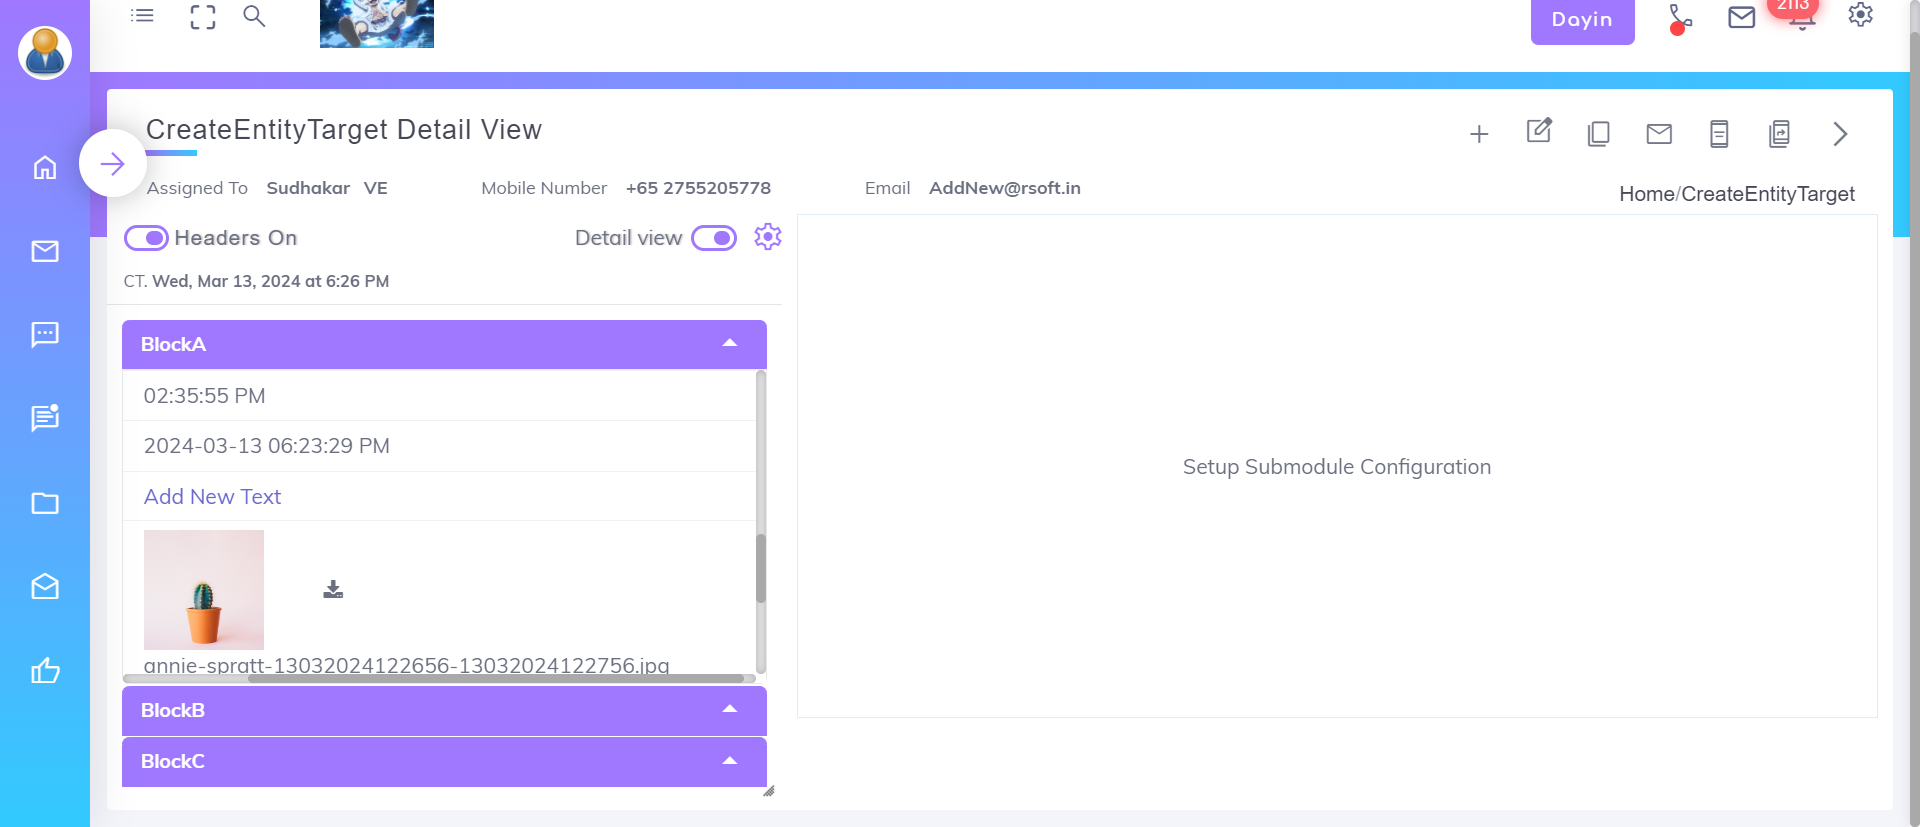 Dayin
2113
CreateEntityTarget Detail View
Assigned To Sudhakar VE
Mobile Number +65 2755205778
Email AddNew@rsoft.in
Home/CreateEntityTarget
Headers On
Detail view
CT. Wed, Mar 13, 2024 at 6:26 PM
BlockA
02:35:55 PM
2024-03-13 06:23:29 PM
Add New Text
annie-spratt-13032024122656-13032024122756.jpg
BlockB
BlockC
Setup Submodule Configuration